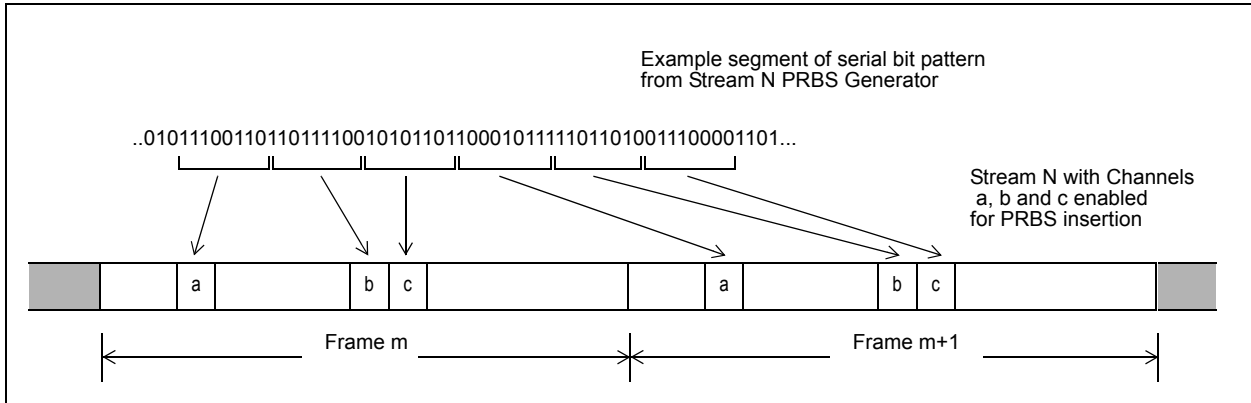 Example segment of serial bit pattern
from Stream N PRBS Generator
..010111001101101111001010110110001011111011010011100001101...
Stream N with Channels
a, b and c enabled
for PRBS insertion
a b c a b c
Frame m Frame m+1